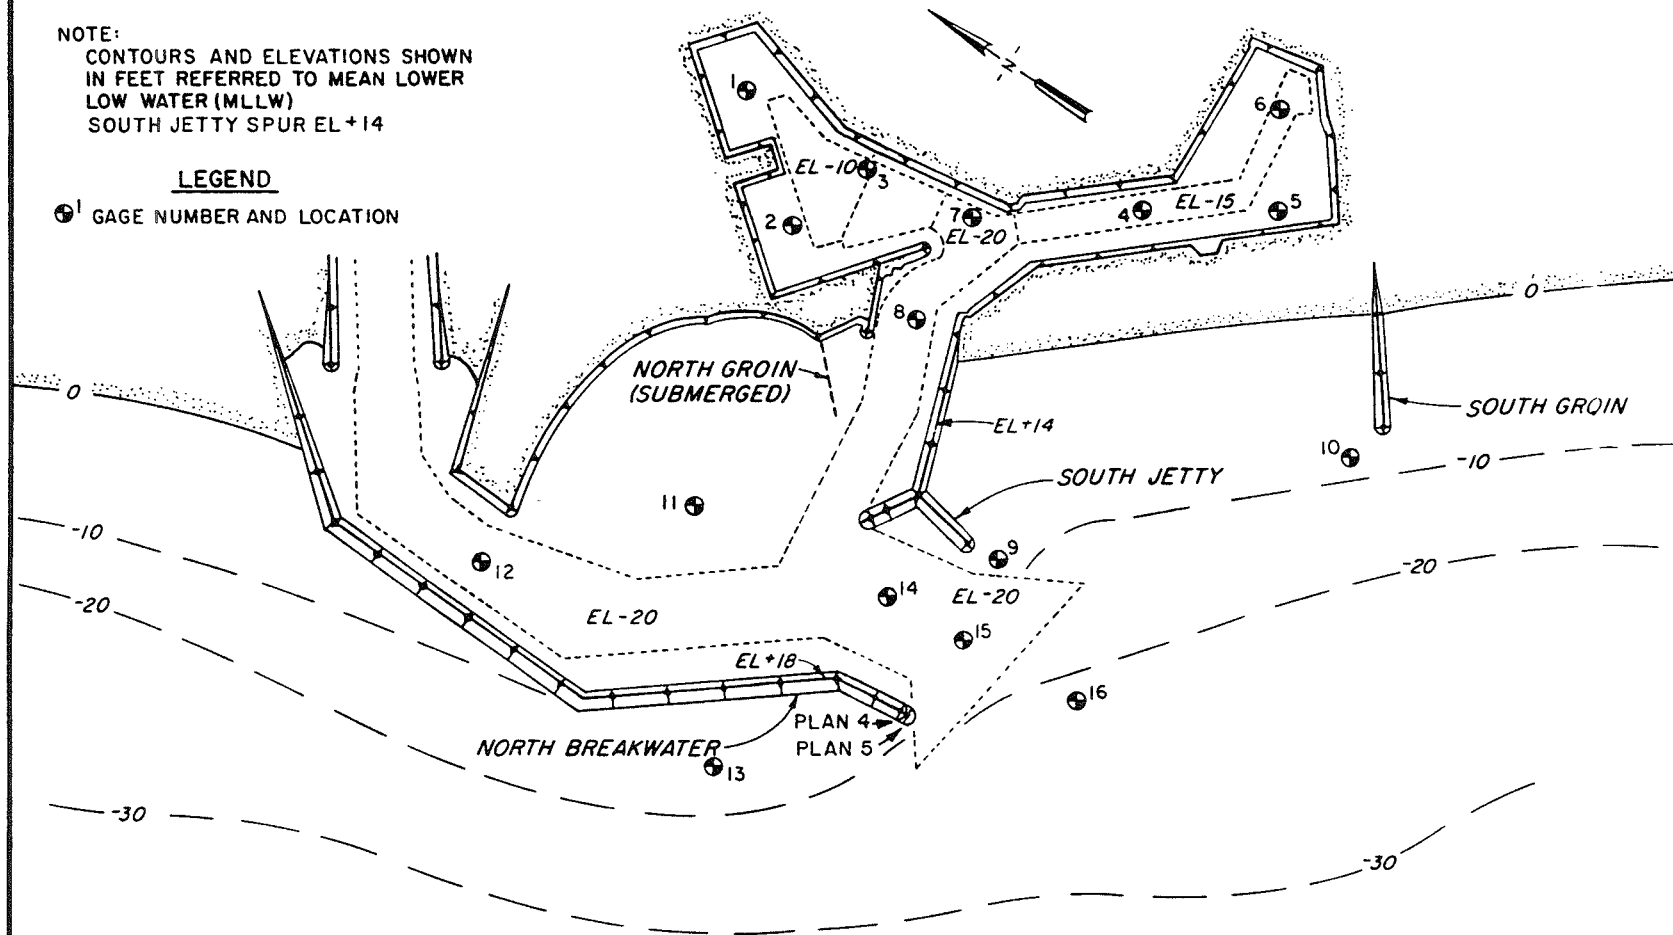 NOTE:
CONTOURS AND ELEVATIONS SHOWN
IN FEET REFERRED TO MEAN LOWER
LOW WATER (MLLW)
SOUTH JETTY SPUR EL +14
LEGEND
1 GAGE NUMBER AND LOCATION
N
1
2
EL-10
3
7
EL-20
4
EL-15
5
6
8
0
0
NORTH GROIN
(SUBMERGED)
EL+14
SOUTH GROIN
10
-10
SOUTH JETTY
11
9
-10
12
14
EL-20
-20
-20
EL-20
15
EL+18
16
PLAN 4
PLAN 5
NORTH BREAKWATER
13
-30
-30